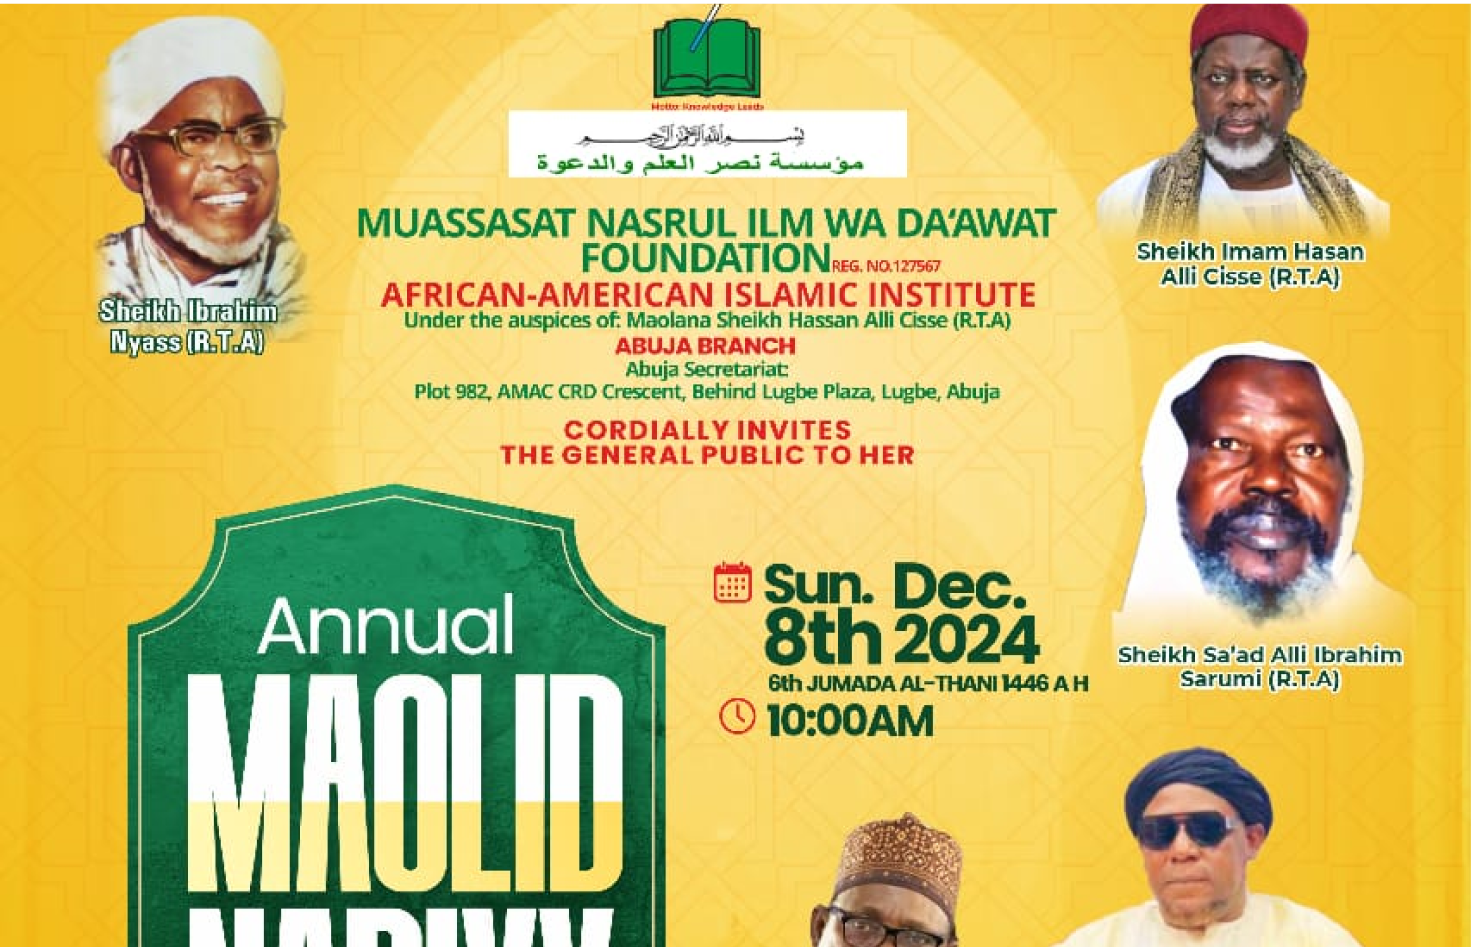 Motto: Knowledge Leads
بسم الله الرحمن الرحيم
مؤسسة نصر العلم والدعوة
MUASSASAT NASRUL ILM WA DA'AWAT
FOUNDATION REG. NO.127567
AFRICAN-AMERICAN ISLAMIC INSTITUTE
Under the auspices of: Maolana Sheikh Hassan Alli Cisse (R.T.A)
ABUJA BRANCH
Abuja Secretariat:
Plot 982, AMAC CRD Crescent, Behind Lugbe Plaza, Lugbe, Abuja
CORDIALLY INVITES
THE GENERAL PUBLIC TO HER
Sheikh Ibrahim
Nyass (R.T.A)
Sheikh Imam Hasan
Alli Cisse (R.T.A)
Annual
MAOLID
NABIYY
Sun. Dec.
8th 2024
6th JUMADA AL-THANI 1446 A H
10:00AM
Sheikh Sa'ad Alli Ibrahim
Sarumi (R.T.A)